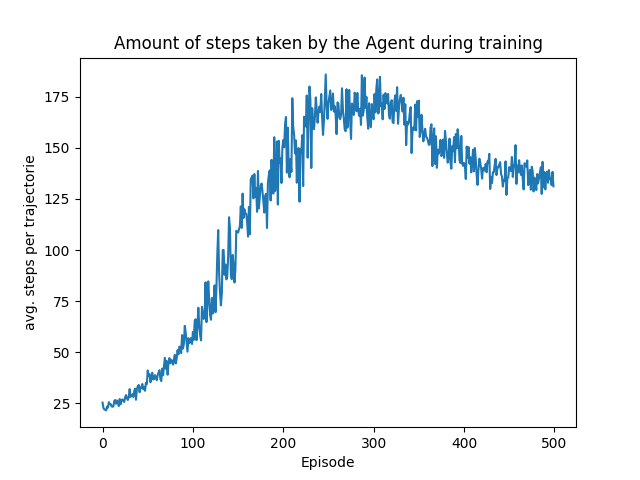 Amount of steps taken by the Agent during training
avg. steps per trajectorie
175
150
125
100
75
50
25
0 100 200 300 400 500
Episode